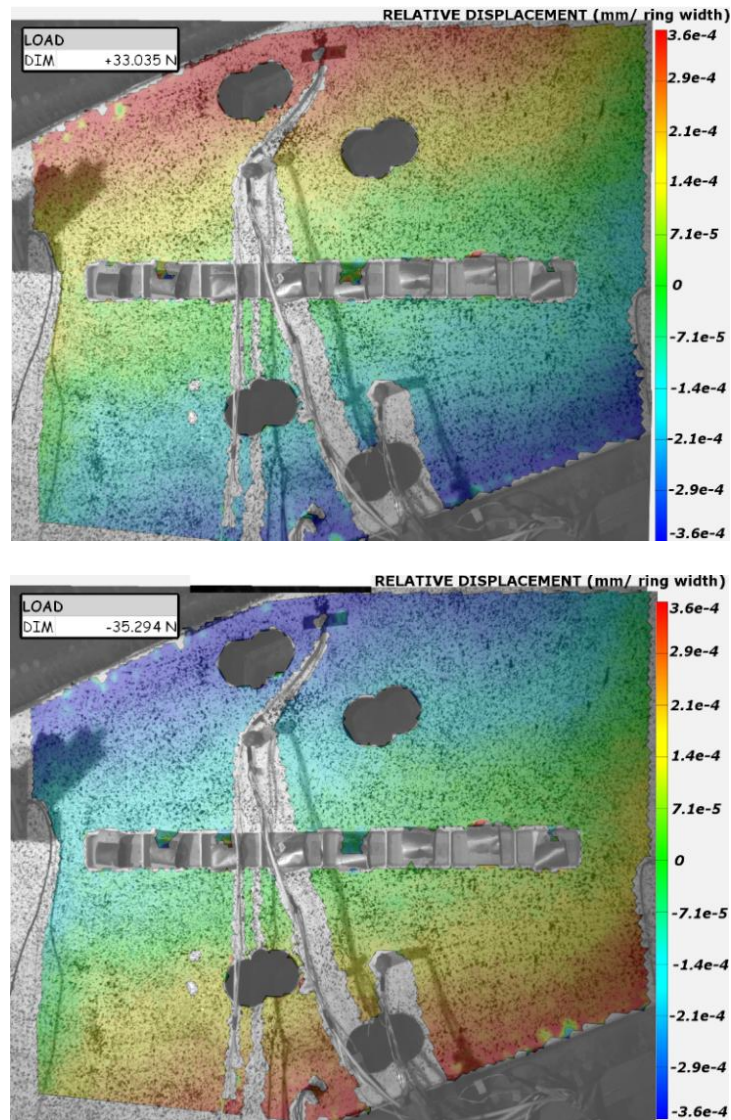 RELATIVE DISPLACEMENT (mm/ ring width)
LOAD
DIM +33.035 N
3.6e-4
2.9e-4
2.1e-4
1.4e-4
7.1e-5
0
-7.1e-5
-1.4e-4
-2.1e-4
-2.9e-4
-3.6e-4
RELATIVE DISPLACEMENT (mm/ ring width)
LOAD
DIM -35.294 N
3.6e-4
2.9e-4
2.1e-4
1.4e-4
7.1e-5
0
-7.1e-5
-1.4e-4
-2.1e-4
-2.9e-4
-3.6e-4